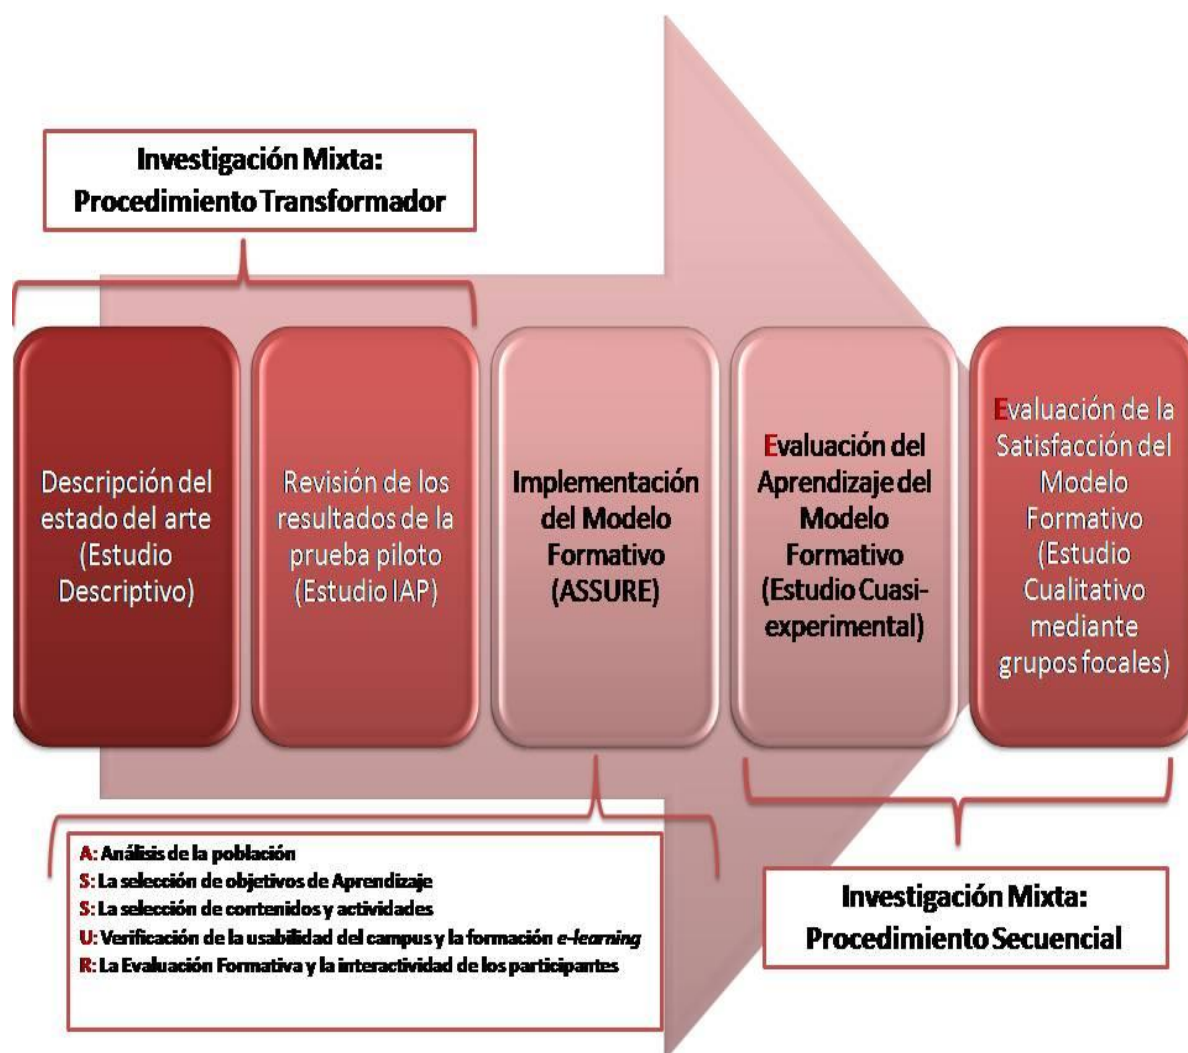 Investigación Mixta:
Procedimiento Transformador
Descripción del
estado del arte
(Estudio
Descriptivo)
Revisión de los
resultados de la
prueba piloto
(Estudio IAP)
Implementación
del Modelo
Formativo
(ASSURE)
Evaluación del
Aprendizaje del
Modelo
Formativo
(Estudio Cuasi-
experimental)
Evaluación de la
Satisfacción del
Modelo
Formativo
(Estudio
Cualitativo
mediante
grupos focales)
A: Análisis de la población
S: La selección de objetivos de Aprendizaje
S: La selección de contenidos y actividades
U: Verificación de la usabilidad del campus y la formación e-learning
R: La Evaluación Formativa y la interactividad de los participantes
Investigación Mixta:
Procedimiento Secuencial